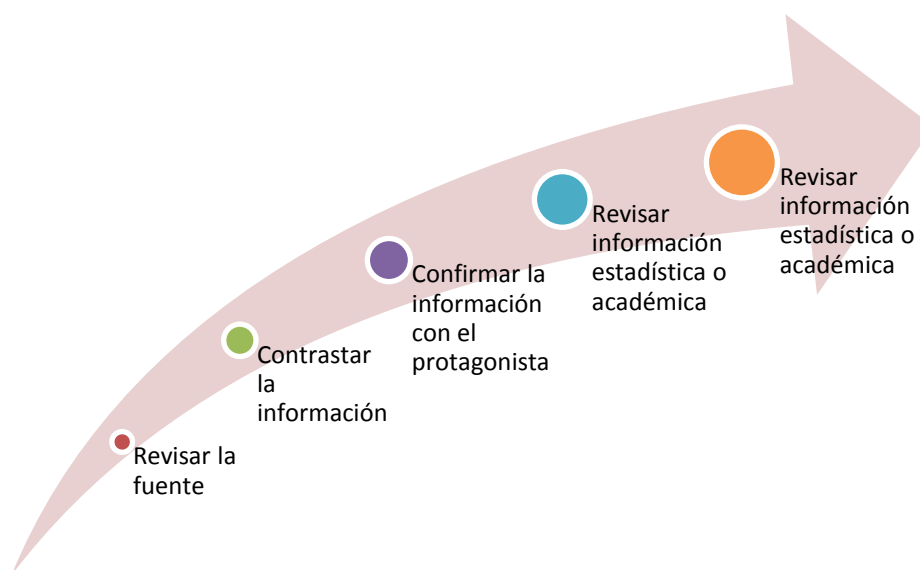 Revisar la
fuente
Contrastar
la
información
Confirmar la
información
con el
protagonista
Revisar
información
estadística o
académica
Revisar
información
estadística o
académica